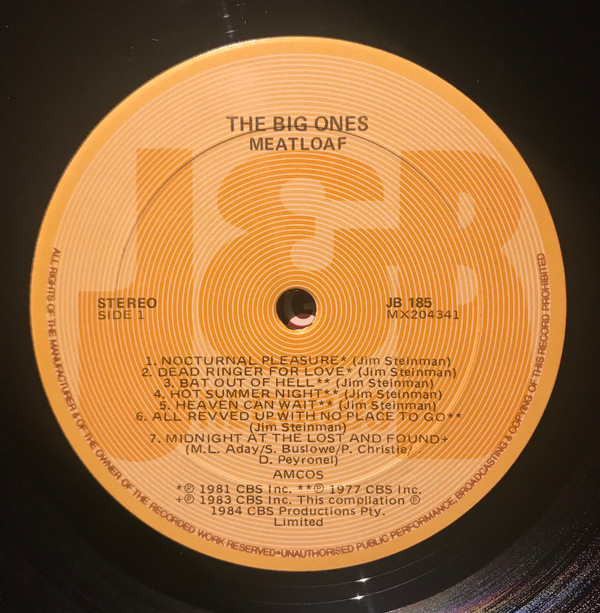 THE BIG ONES
MEATLOAF
J&B
STEREO
SIDE 1
JB 185
MX204341
1. NOCTURNAL PLEASURE* (Jim Steinman)
2. DEAD RINGER FOR LOVE* (Jim Steinman)
3. BAT OUT OF HELL** (Jim Steinman)
4. HOT SUMMER NIGHT** (Jim Steinman)
5. HEAVEN CAN WAIT** (Jim Steinman)
6. ALL REVVED UP WITH NO PLACE TO GO**
(Jim Steinman)
7. MIDNIGHT AT THE LOST AND FOUND+
(M.L. Aday/S. Buslowe/P. Christie/
D. Peyronel)
AMCOS
*℗ 1981 CBS Inc. **℗ 1977 CBS Inc.
+℗ 1983 CBS Inc. This compilation ℗
1984 CBS Productions Pty.
Limited
ALL RIGHTS OF THE MANUFACTURER & OF THE OWNER OF THE RECORDED WORK RESERVED•UNAUTHORISED PUBLIC PERFORMANCE, BROADCASTING & COPYING OF THIS RECORD PROHIBITED